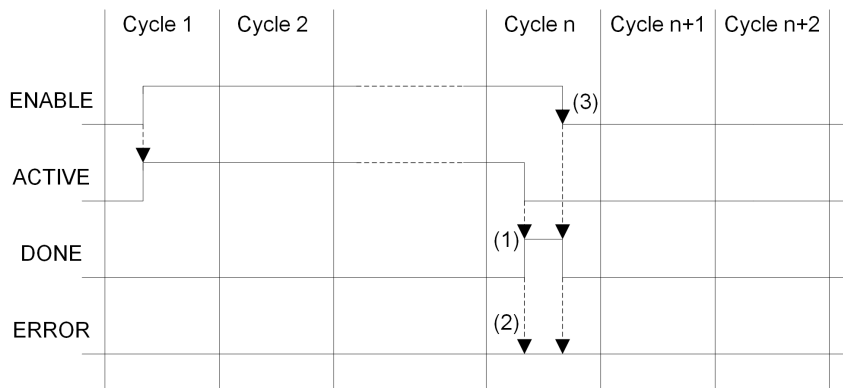 Cycle 1 Cycle 2 Cycle n Cycle n+1 Cycle n+2
ENABLE (3)
ACTIVE
(1)
DONE
(2)
ERROR